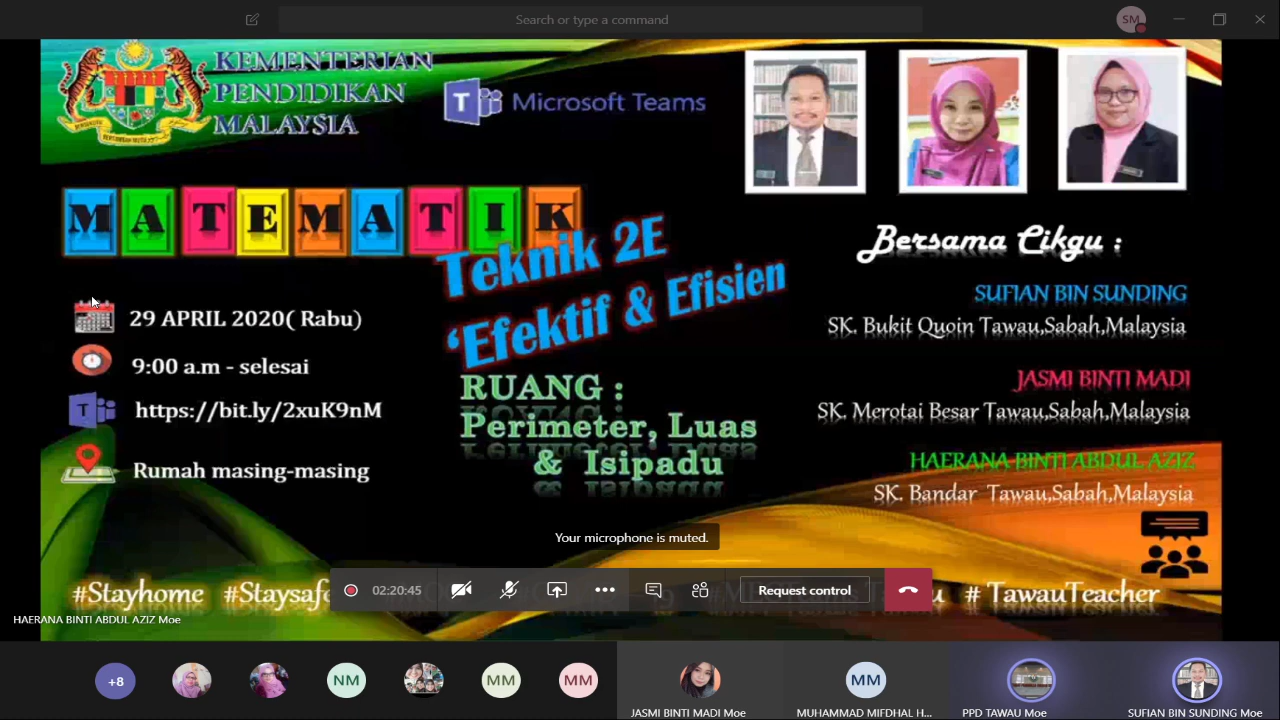 Search or type a command
SM
KEMENTERIAN
PENDIDIKAN
MALAYSIA
T
Microsoft Teams
MATEMATIK
Teknik 2E
'Efektif & Efisien
RUANG :
Perimeter, Luas
& Isipadu
29 APRIL 2020( Rabu)
9:00 a.m - selesai
T
https://bit.ly/2xuK9nM
Rumah masing-masing
Bersama Cikgu :
SUFIAN BIN SUNDING
SK. Bukit Quoin Tawau,Sabah,Malaysia
JASMI BINTI MADI
SK. Merotai Besar Tawau,Sabah,Malaysia
HAERANA BINTI ABDUL AZIZ
SK. Bandar Tawau,Sabah,Malaysia
Your microphone is muted.
02:20:45
Request control
#Stayhome #Staysafe # TawauTeacher
HAERANA BINTI ABDUL AZIZ Moe
+8
NM
MM
MM
MM
JASMI BINTI MADI Moe
MUHAMMAD MIFDHAL H...
PPD TAWAU Moe
SUFIAN BIN SUNDING Moe